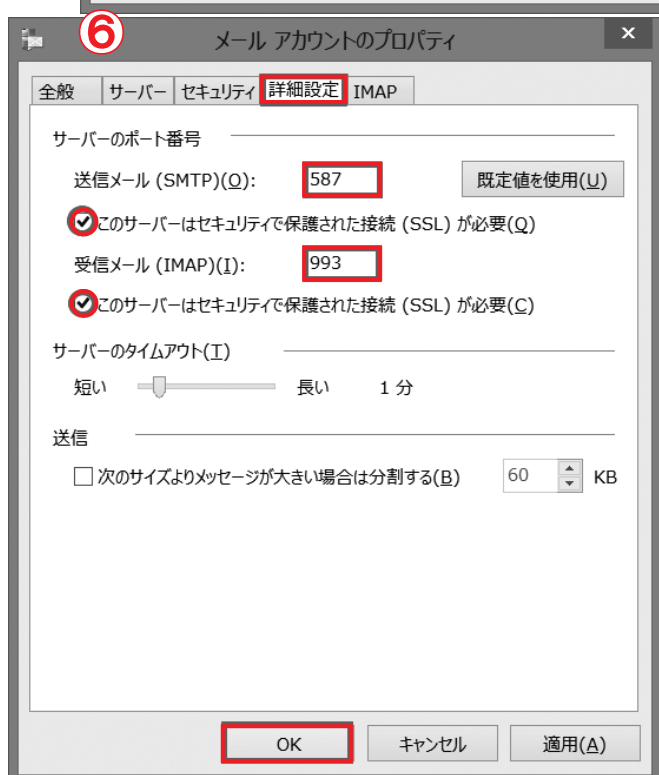 ⑥
メール アカウントのプロパティ
x
全般 サーバー セキュリティ 詳細設定 IMAP
サーバーのポート番号
送信メール (SMTP)(O): 587 既定値を使用(U)
このサーバーはセキュリティで保護された接続 (SSL) が必要(Q)
受信メール (IMAP)(I): 993
このサーバーはセキュリティで保護された接続 (SSL) が必要(C)
サーバーのタイムアウト(T)
短い 長い 1 分
送信
次のサイズよりメッセージが大きい場合は分割する(B) 60 KB
OK キャンセル 適用(A)